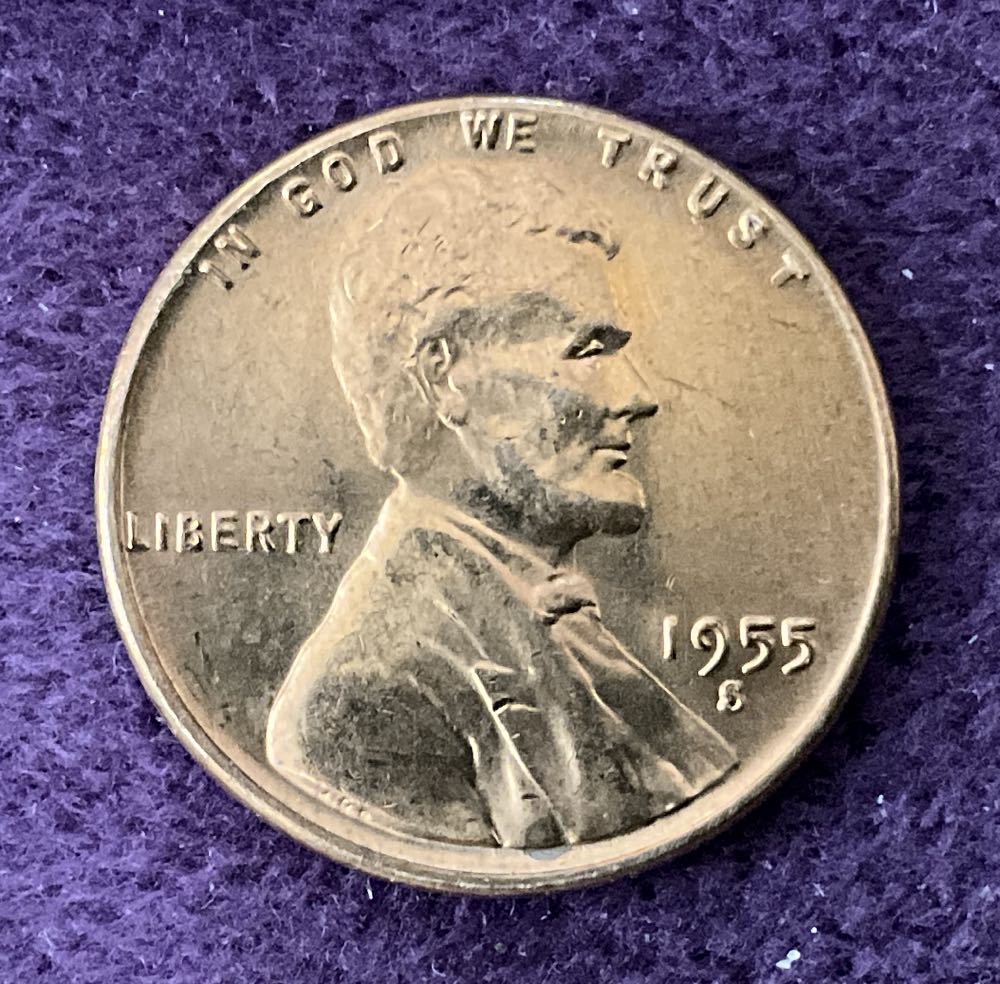 IN GOD WE TRUST
LIBERTY
1955
S